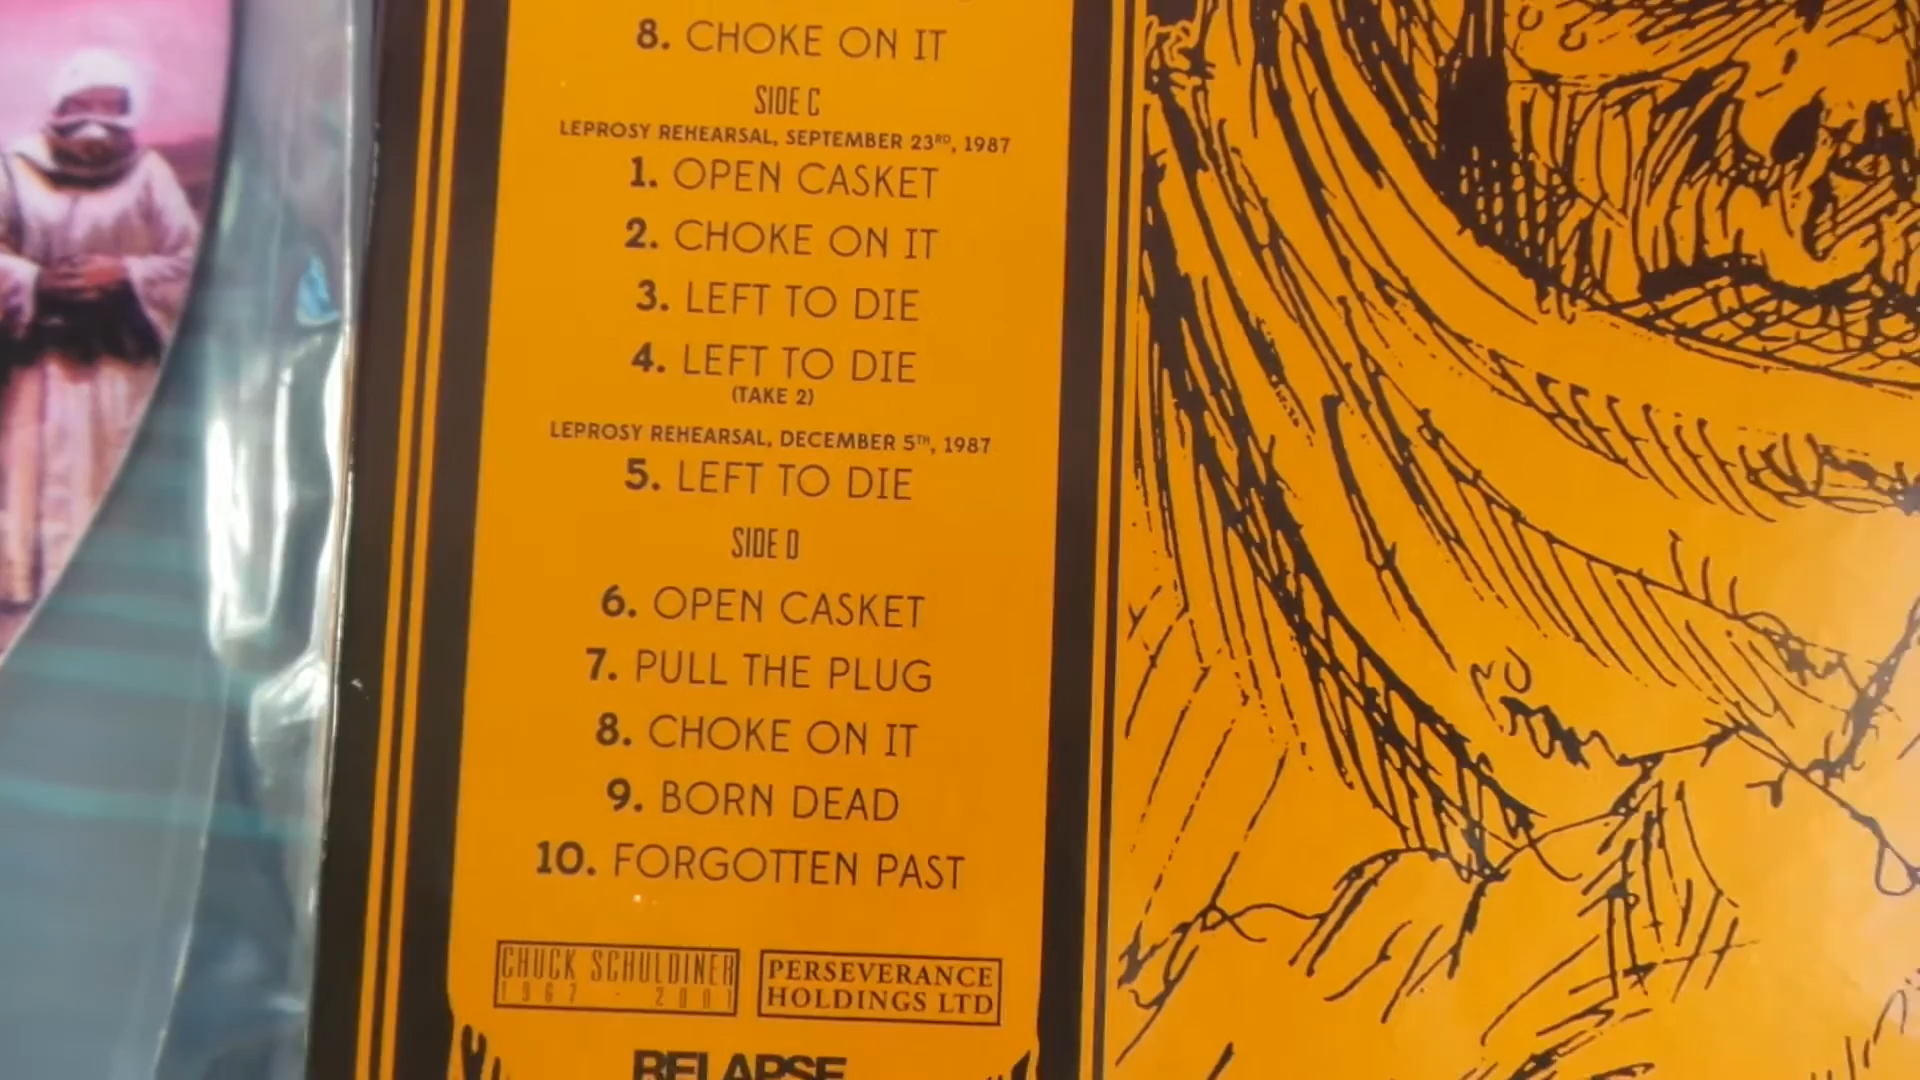 8. CHOKE ON IT
SIDE C
LEPROSY REHEARSAL, SEPTEMBER 23RD, 1987
1. OPEN CASKET
2. CHOKE ON IT
3. LEFT TO DIE
4. LEFT TO DIE
(TAKE 2)
LEPROSY REHEARSAL, DECEMBER 5TH, 1987
5. LEFT TO DIE
SIDE D
6. OPEN CASKET
7. PULL THE PLUG
8. CHOKE ON IT
9. BORN DEAD
10. FORGOTTEN PAST
CHUCK SCHULDINER
1967 - 2001
PERSEVERANCE
HOLDINGS LTD
RELAPSE